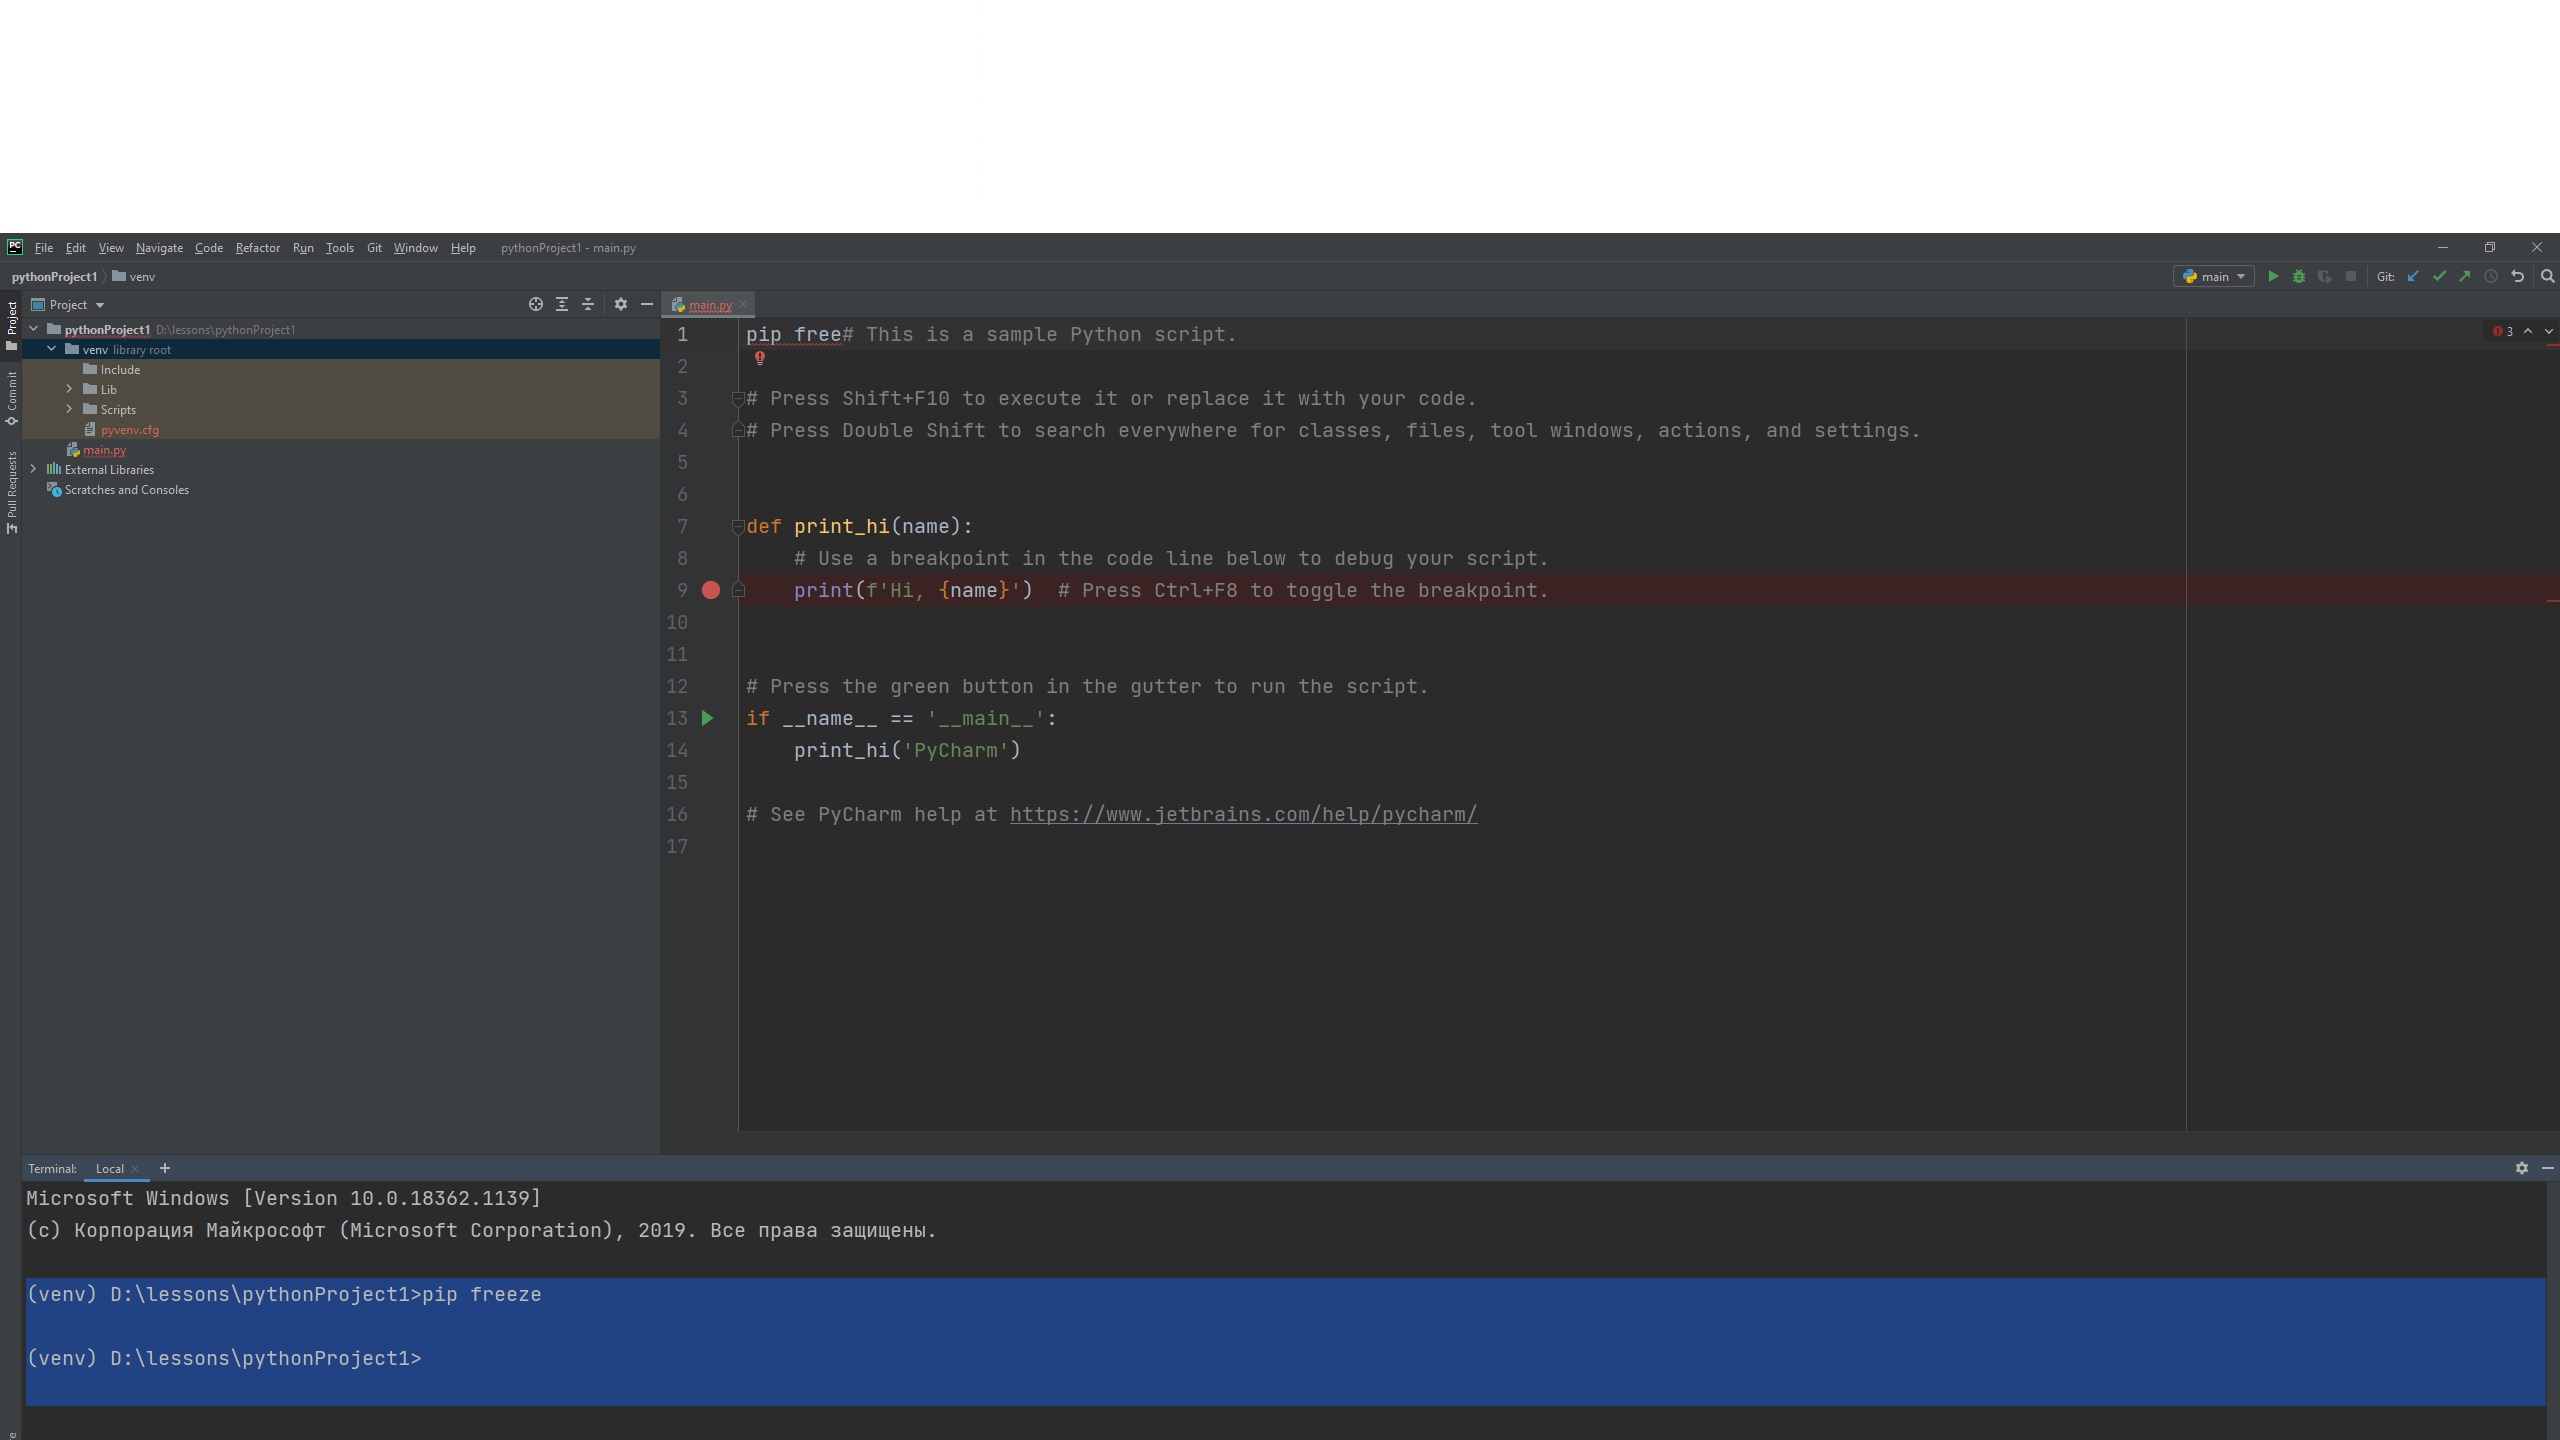 File Edit View Navigate Code Refactor Run Tools Git Window Help pythonProject1 - main.py
pythonProject1 venv
main Git:
Project
main.py
pythonProject1 D:\lessons\pythonProject1
venv library root
Include
Lib
Scripts
pyvenv.cfg
main.py
External Libraries
Scratches and Consoles
Project
Commit
Pull Requests
3
1 pip free# This is a sample Python script.
2
3 # Press Shift+F10 to execute it or replace it with your code.
4 # Press Double Shift to search everywhere for classes, files, tool windows, actions, and settings.
5
6
7 def print_hi(name):
8 # Use a breakpoint in the code line below to debug your script.
9 print(f'Hi, {name}')  # Press Ctrl+F8 to toggle the breakpoint.
10
11
12 # Press the green button in the gutter to run the script.
13 if __name__ == '__main__':
14 print_hi('PyCharm')
15
16 # See PyCharm help at https://www.jetbrains.com/help/pycharm/
17
Terminal: Local
Microsoft Windows [Version 10.0.18362.1139]
(c) Корпорация Майкрософт (Microsoft Corporation), 2019. Все права защищены.
(venv) D:\lessons\pythonProject1>pip freeze
(venv) D:\lessons\pythonProject1>